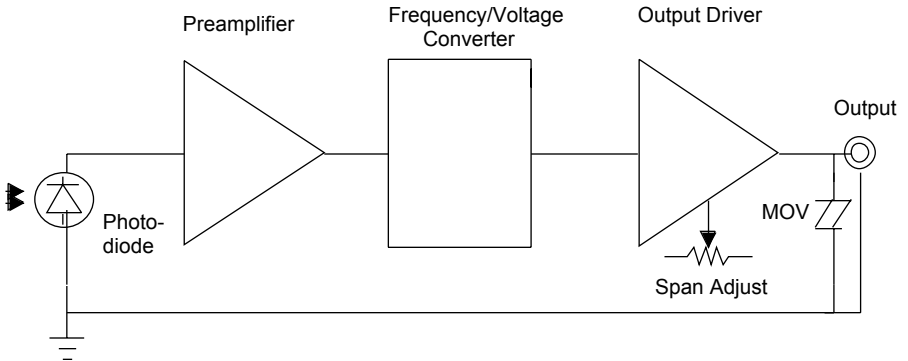 Preamplifier
Frequency/Voltage
Converter
Output Driver
Output
Photo-
diode
MOV
Span Adjust